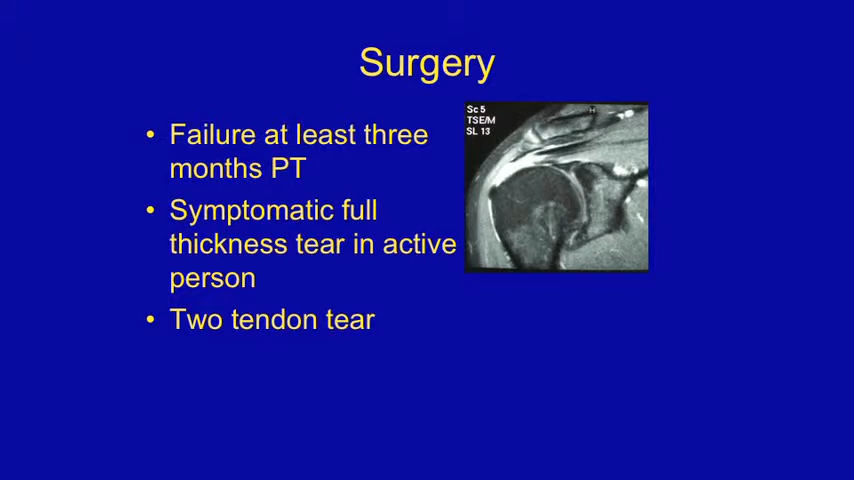 Surgery
• Failure at least three
months PT
• Symptomatic full
thickness tear in active
person
• Two tendon tear
Sc 5
TSE/M
SL 13
H